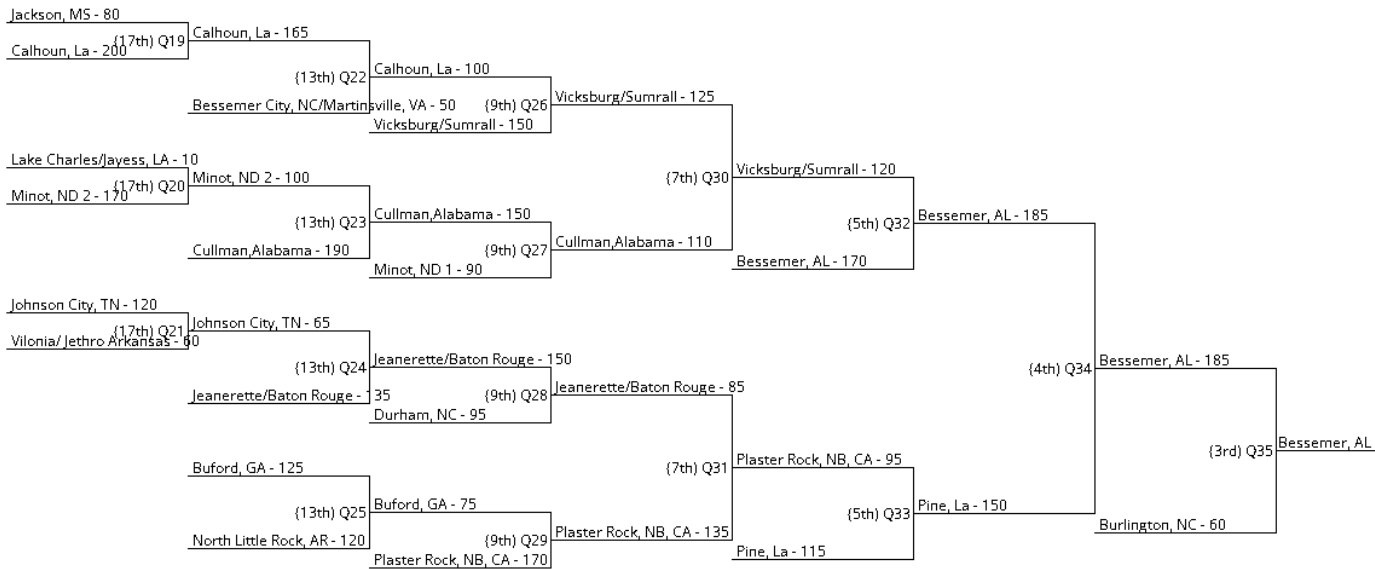 Jackson, MS - 80
{17th) Q19
Calhoun, La - 200
Calhoun, La - 165
{13th) Q22
Bessemer City, NC/Martinsville, VA - 50
Calhoun, La - 100
{9th) Q26
Vicksburg/Sumrall - 150
Vicksburg/Sumrall - 125
Lake Charles/Jayess, LA - 10
{17th) Q20
Minot, ND 2 - 170
Minot, ND 2 - 100
{13th) Q23
Cullman,Alabama - 190
Cullman,Alabama - 150
{9th) Q27
Minot, ND 1 - 90
Cullman,Alabama - 110
{7th) Q30
Vicksburg/Sumrall - 120
{5th) Q32
Bessemer, AL - 170
Bessemer, AL - 185
Johnson City, TN - 120
{17th) Q21
Vilonia/ Jethro Arkansas - 60
Johnson City, TN - 65
{13th) Q24
Jeanerette/Baton Rouge - 135
Jeanerette/Baton Rouge - 150
{9th) Q28
Durham, NC - 95
Jeanerette/Baton Rouge - 85
Buford, GA - 125
{13th) Q25
North Little Rock, AR - 120
Buford, GA - 75
{9th) Q29
Plaster Rock, NB, CA - 170
Plaster Rock, NB, CA - 135
{7th) Q31
Plaster Rock, NB, CA - 95
{5th) Q33
Pine, La - 115
Pine, La - 150
{4th) Q34
Bessemer, AL - 185
{3rd) Q35
Burlington, NC - 60
Bessemer, AL